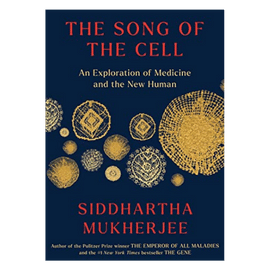 THE SONG OF
THE CELL
An Exploration of Medicine
and the New Human
SIDDHARTHA
MUKHERJEE
Author of the Pulitzer Prize winner THE EMPEROR OF ALL MALADIES
and the #1 New York Times bestseller THE GENE